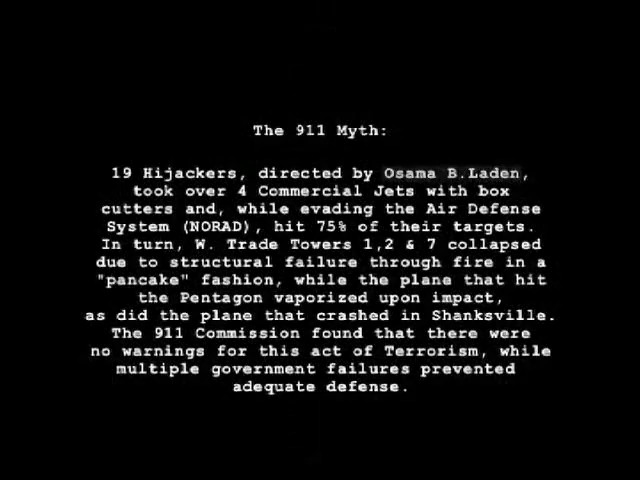 The 911 Myth:
19 Hijackers, directed by Osama B.Laden,
took over 4 Commercial Jets with box
cutters and, while evading the Air Defense
System (NORAD), hit 75% of their targets.
In turn, W. Trade Towers 1,2 & 7 collapsed
due to structural failure through fire in a
"pancake" fashion, while the plane that hit
the Pentagon vaporized upon impact,
as did the plane that crashed in Shanksville.
The 911 Commission found that there were
no warnings for this act of Terrorism, while
multiple government failures prevented
adequate defense.